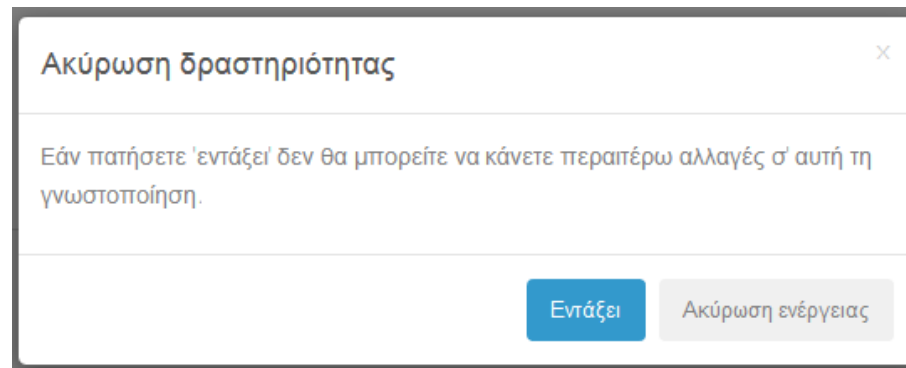 Ακύρωση δραστηριότητας
Εάν πατήσετε 'εντάξει' δεν θα μπορείτε να κάνετε περαιτέρω αλλαγές σ' αυτή τη
γνωστοποίηση.
Εντάξει Ακύρωση ενέργειας